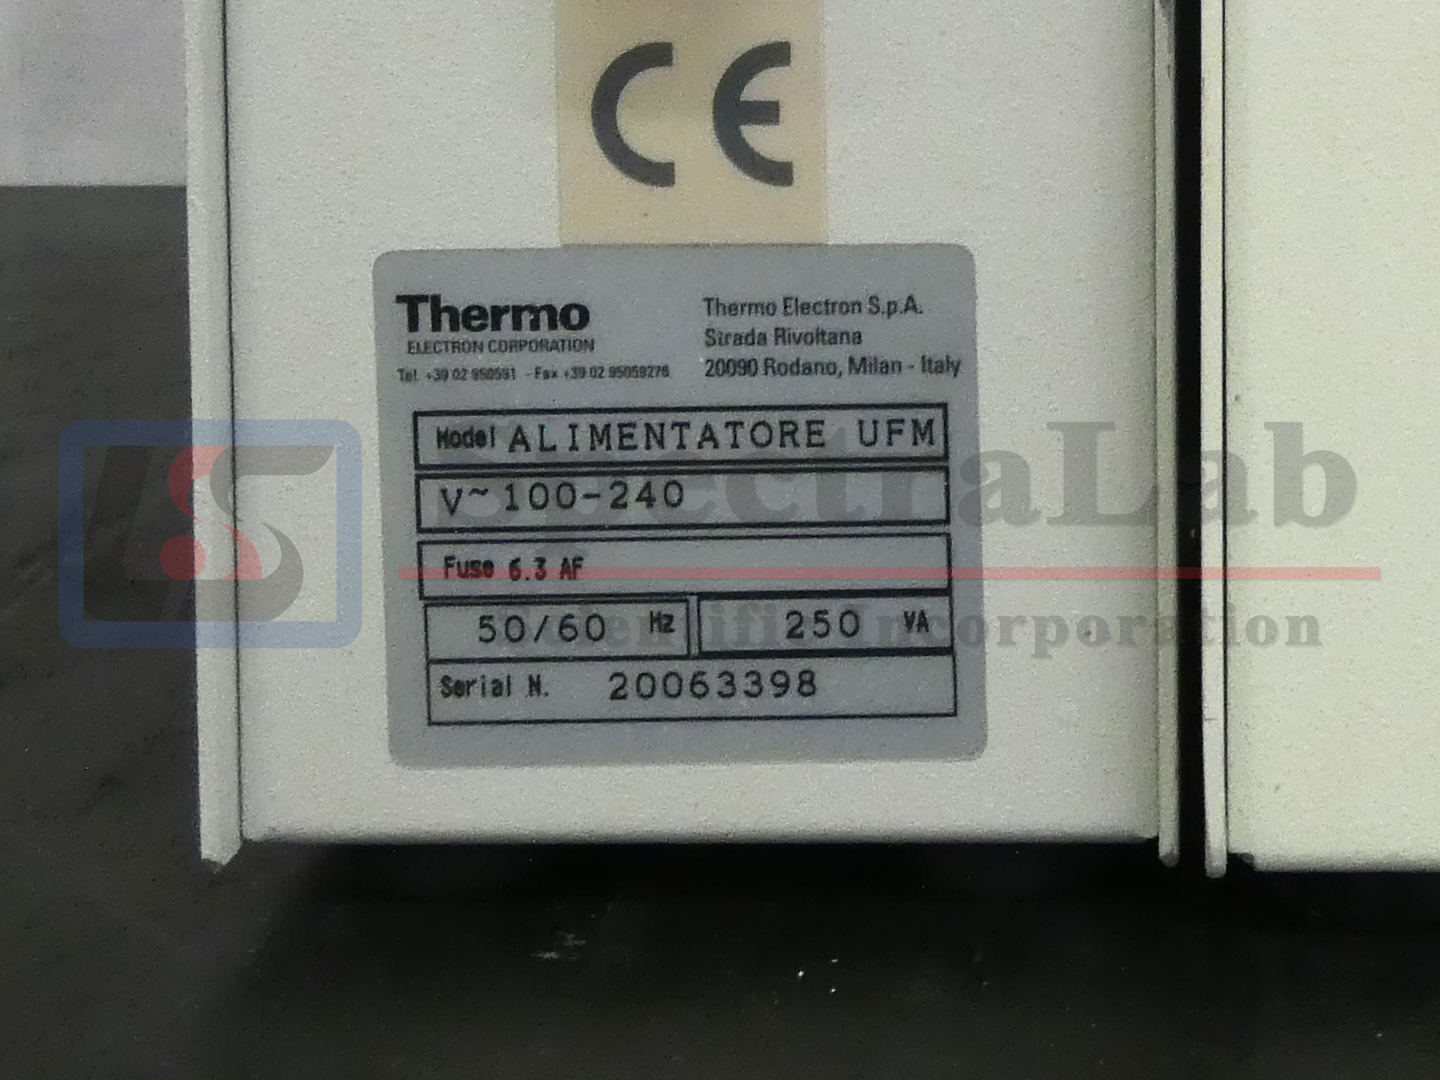 CE
Thermo
ELECTRON CORPORATION
Tel. +39 02 950591 - Fax +39 02 95059276
Thermo Electron S.p.A.
Strada Rivoltana
20090 Rodano, Milan - Italy
Model ALIMENTATORE UFM
V~ 100-240
Fuse 6.3 AF
50/60 Hz 250 VA
Serial N. 20063398
SpectraLab
Scientific Incorporation